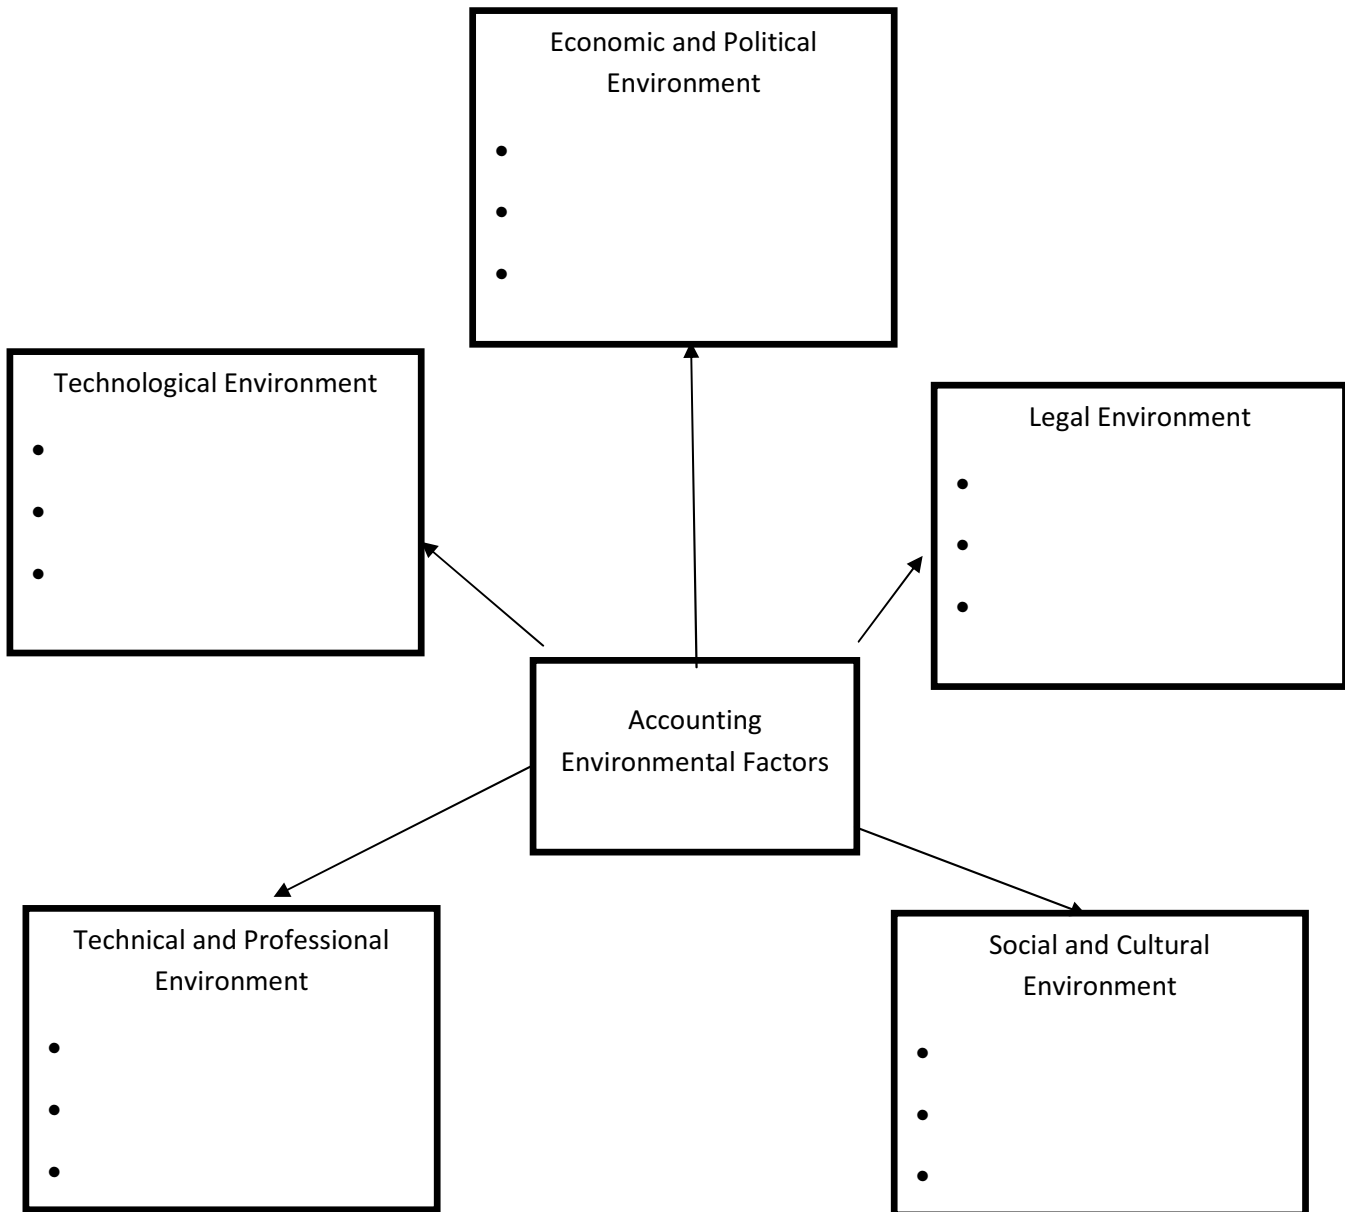 Economic and Political
Environment
•
•
•
Technological Environment
•
•
•
Legal Environment
•
•
•
Accounting
Environmental Factors
Technical and Professional
Environment
•
•
•
Social and Cultural
Environment
•
•
•